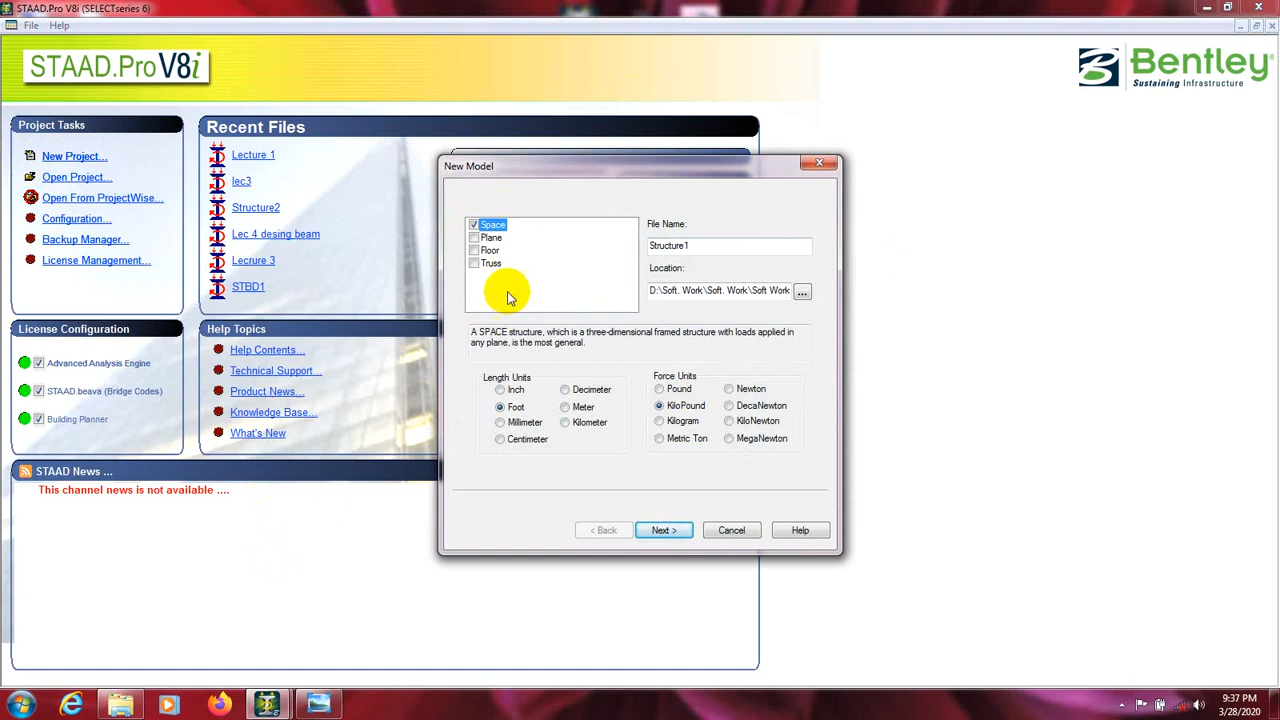 STAAD.Pro V8i (SELECTseries 6)
File Help
STAAD.Pro V8i
Bentley
Sustaining Infrastructure
Project Tasks
New Project...
Open Project...
Open From ProjectWise...
Configuration...
Backup Manager...
License Management...
Recent Files
Lecture 1
lec3
Structure2
Lec 4 desing beam
Lecrure 3
STBD1
License Configuration
Advanced Analysis Engine
STAAD.beava (Bridge Codes)
Building Planner
Help Topics
Help Contents...
Technical Support...
Product News...
Knowledge Base...
What's New
STAAD News ...
This channel news is not available ....
New Model
Space
Plane
Floor
Truss
File Name:
Structure1
Location:
D:\Soft. Work\Soft. Work\Soft Work
...
A SPACE structure, which is a three-dimensional framed structure with loads applied in
any plane, is the most general.
Length Units
Inch Decimeter
Foot Meter
Millimeter Kilometer
Centimeter
Force Units
Pound Newton
KiloPound DecaNewton
Kilogram KiloNewton
Metric Ton MegaNewton
< Back Next > Cancel Help
9:37 PM
3/28/2020